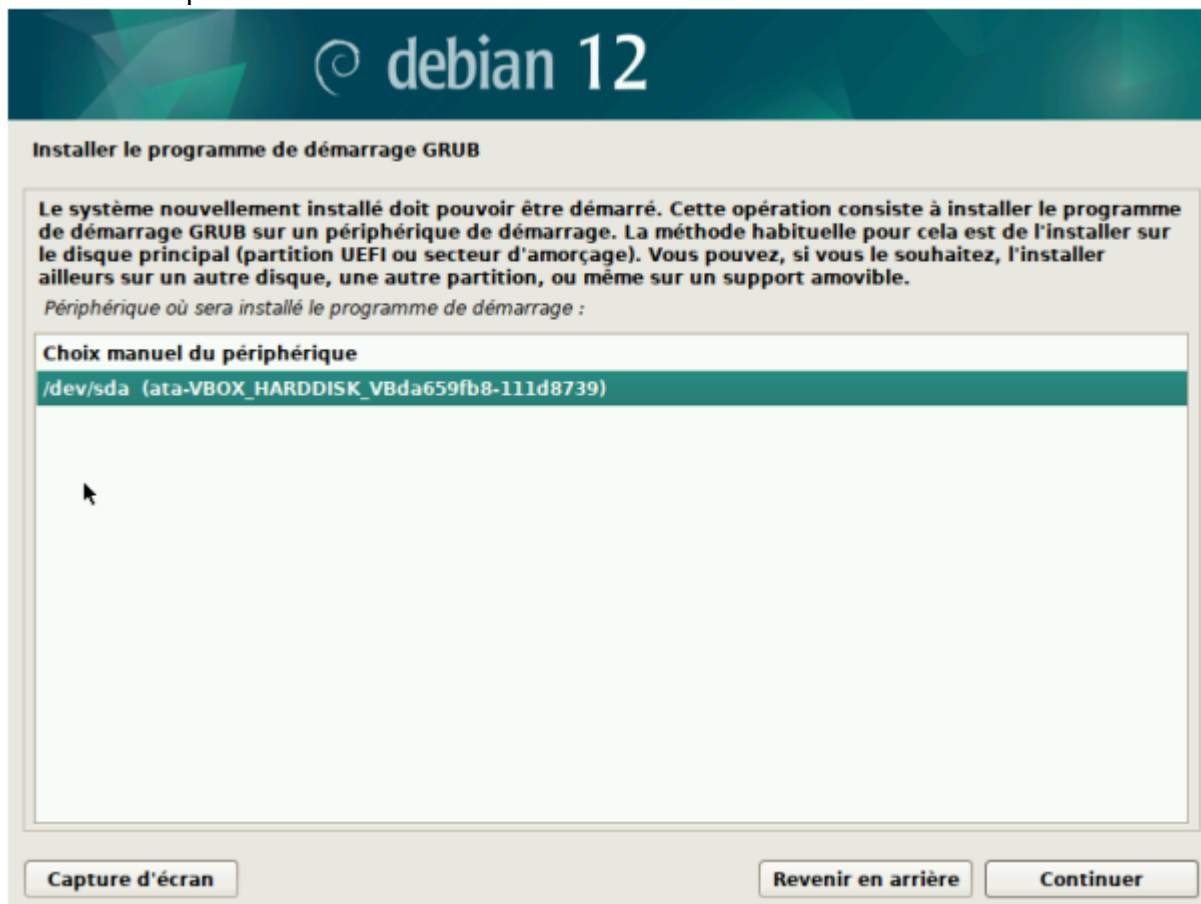 debian 12
Installer le programme de démarrage GRUB
Le système nouvellement installé doit pouvoir être démarré. Cette opération consiste à installer le programme
de démarrage GRUB sur un périphérique de démarrage. La méthode habituelle pour cela est de l'installer sur
le disque principal (partition UEFI ou secteur d'amorçage). Vous pouvez, si vous le souhaitez, l'installer
ailleurs sur un autre disque, une autre partition, ou même sur un support amovible.
Périphérique où sera installé le programme de démarrage :
Choix manuel du périphérique
/dev/sda (ata-VBOX_HARDDISK_VBda659fb8-111d8739)
Capture d'écran
Revenir en arrière
Continuer